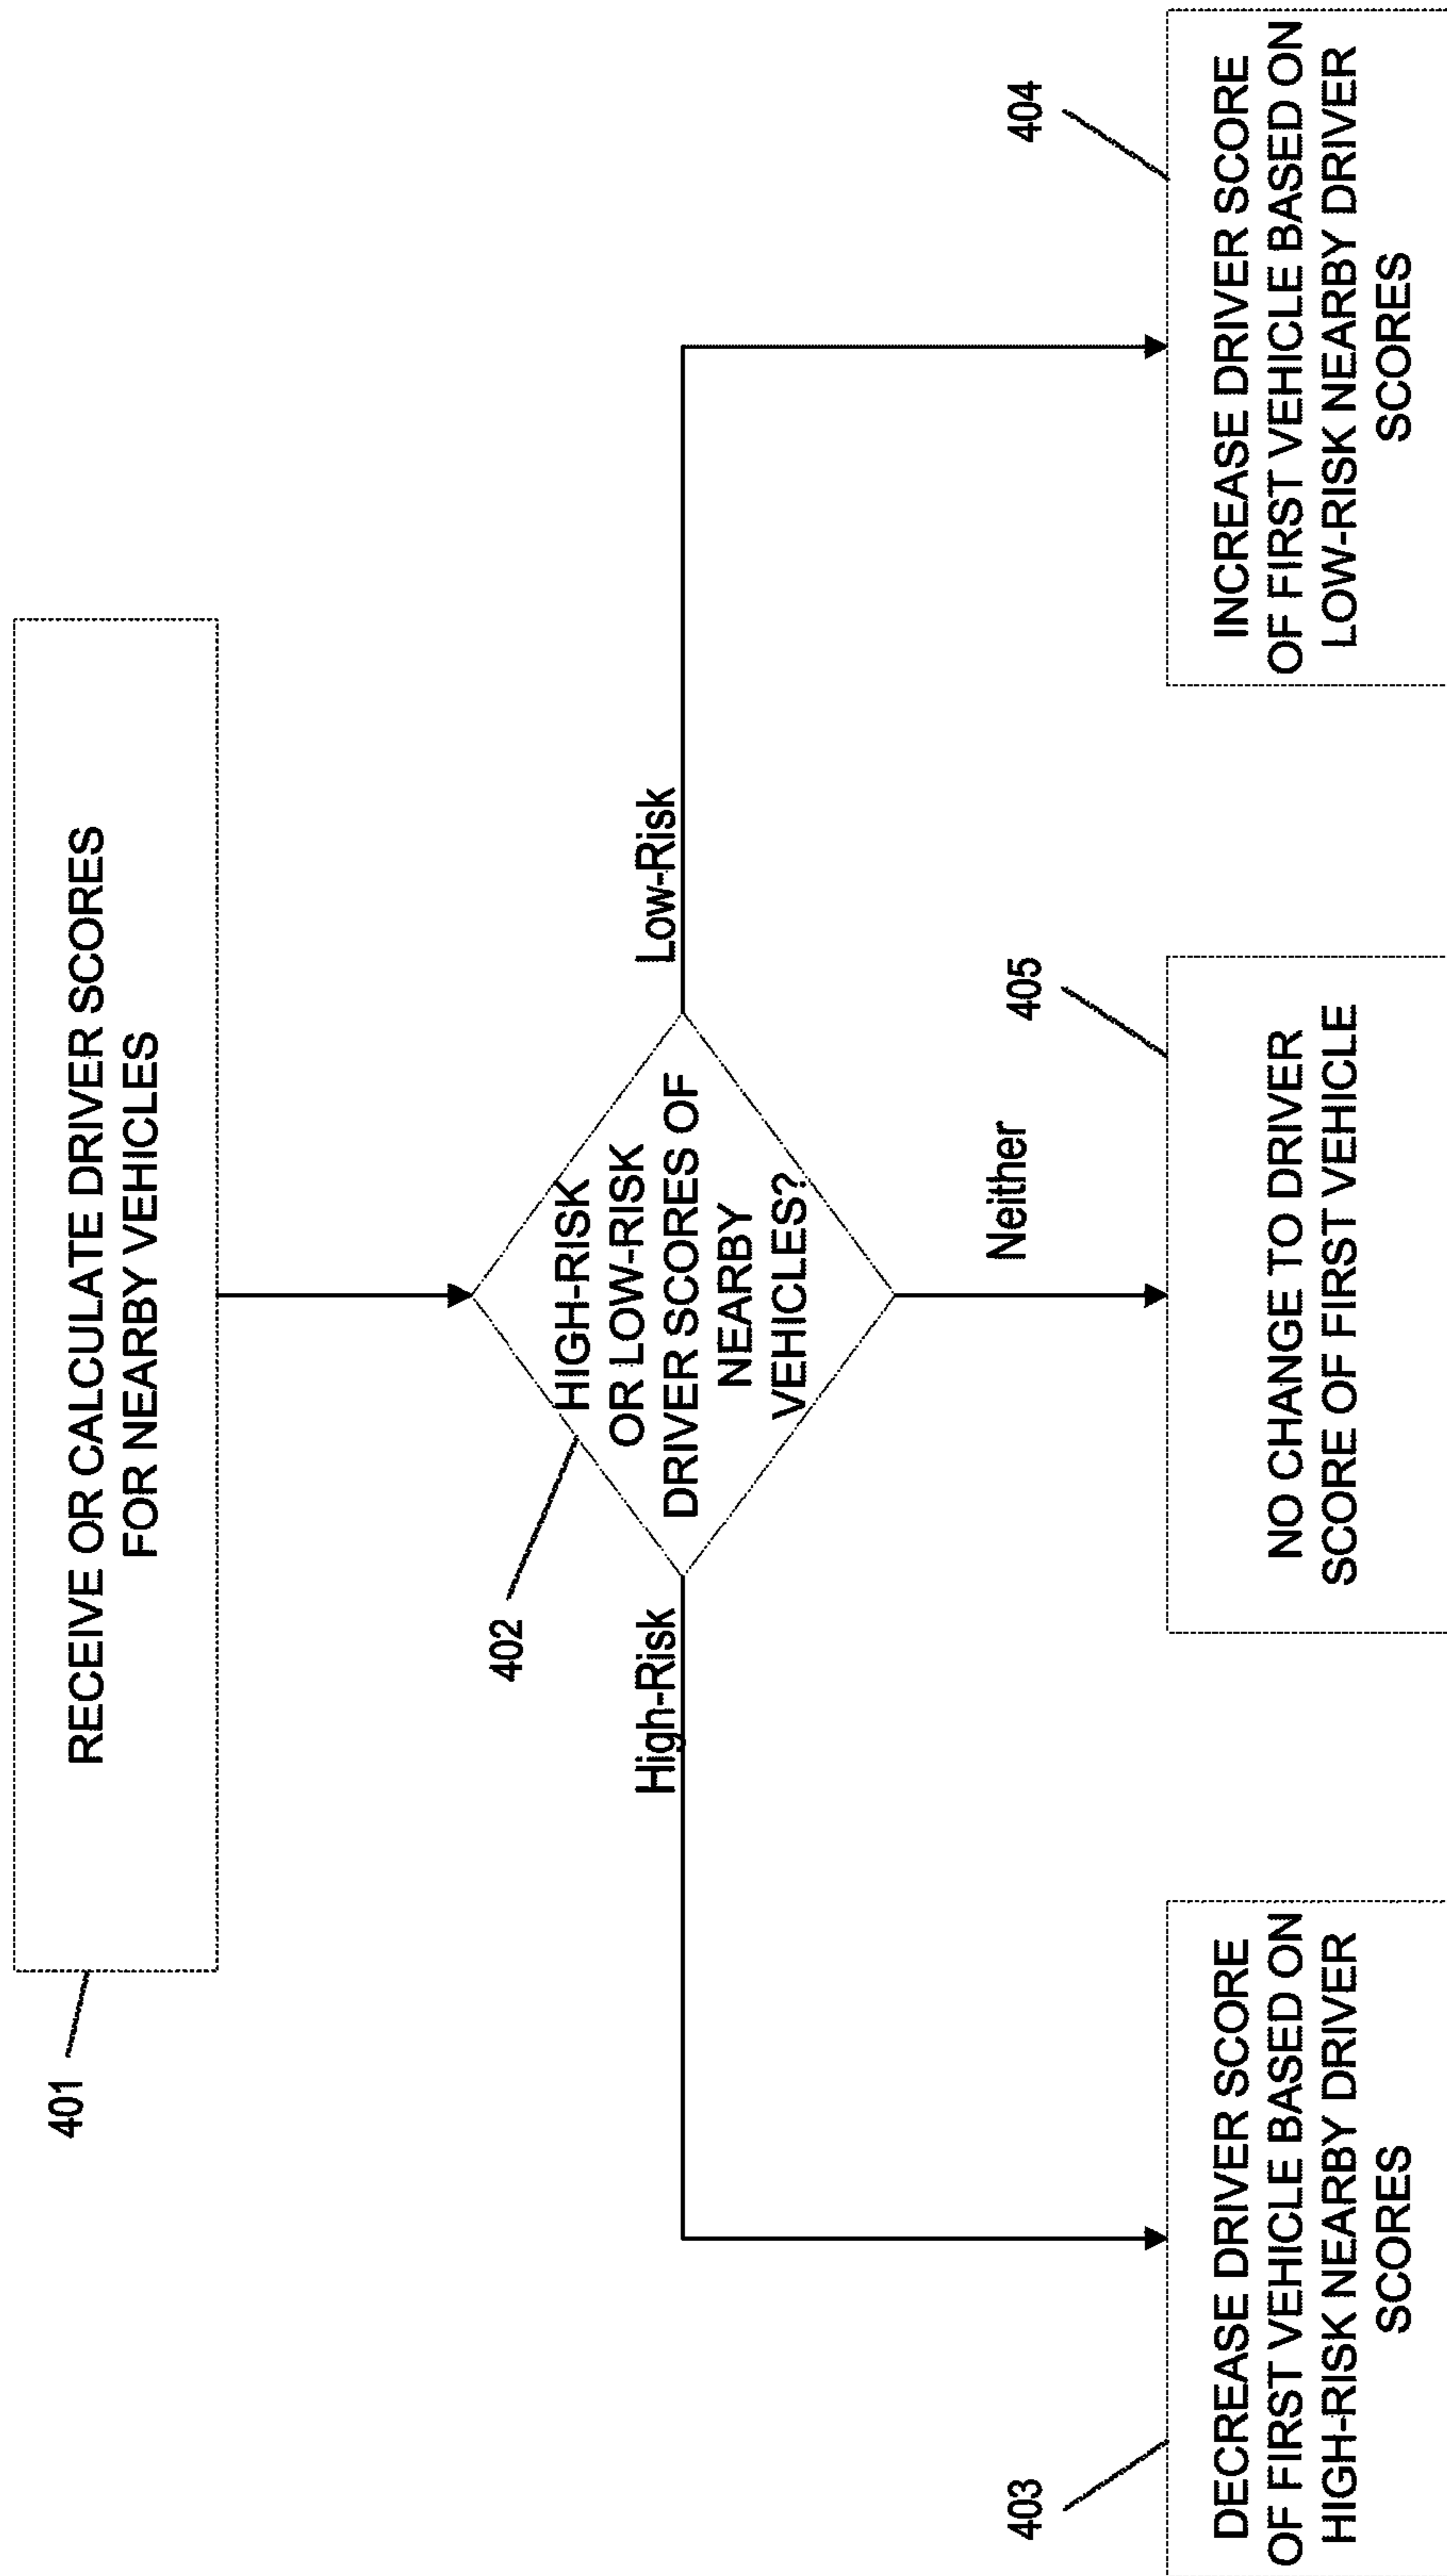 401
RECEIVE OR CALCULATE DRIVER SCORES
FOR NEARBY VEHICLES
402
HIGH-RISK
OR LOW-RISK
DRIVER SCORES OF
NEARBY
VEHICLES?
High-Risk
Low-Risk
Neither
403
DECREASE DRIVER SCORE
OF FIRST VEHICLE BASED ON
HIGH-RISK NEARBY DRIVER
SCORES
405
NO CHANGE TO DRIVER
SCORE OF FIRST VEHICLE
404
INCREASE DRIVER SCORE
OF FIRST VEHICLE BASED ON
LOW-RISK NEARBY DRIVER
SCORES